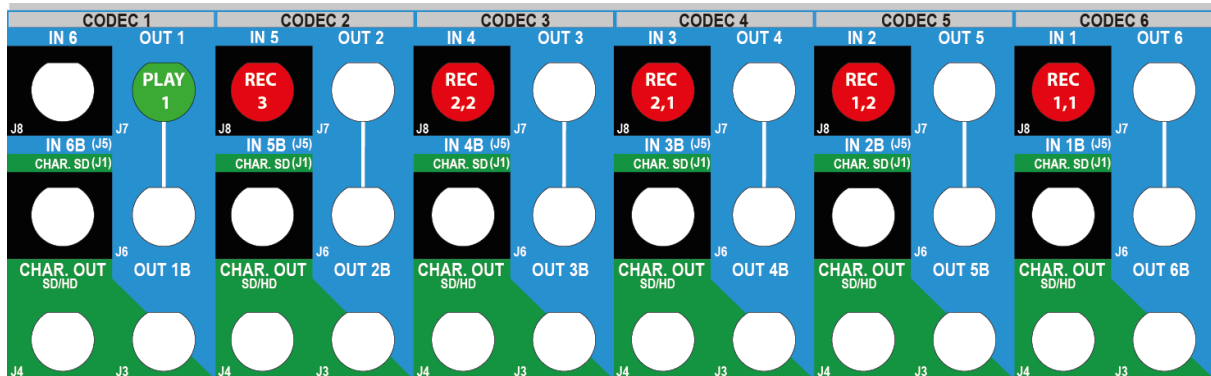 CODEC 1 CODEC 2 CODEC 3 CODEC 4 CODEC 5 CODEC 6
IN 6 OUT 1 IN 5 OUT 2 IN 4 OUT 3 IN 3 OUT 4 IN 2 OUT 5 IN 1 OUT 6
PLAY REC REC REC REC REC
1 3 2,2 2,1 1,2 1,1
J8 J7 J8 J7 J8 J7 J8 J7 J8 J7 J8 J7
IN 6B (J5) IN 5B (J5) IN 4B (J5) IN 3B (J5) IN 2B (J5) IN 1B (J5)
CHAR. SD (J1) CHAR. SD (J1) CHAR. SD (J1) CHAR. SD (J1) CHAR. SD (J1) CHAR. SD (J1)
J6 J6 J6 J6 J6 J6
CHAR. OUT OUT 1B CHAR. OUT OUT 2B CHAR. OUT OUT 3B CHAR. OUT OUT 4B CHAR. OUT OUT 5B CHAR. OUT OUT 6B
SD/HD SD/HD SD/HD SD/HD SD/HD SD/HD
J4 J3 J4 J3 J4 J3 J4 J3 J4 J3 J4 J3